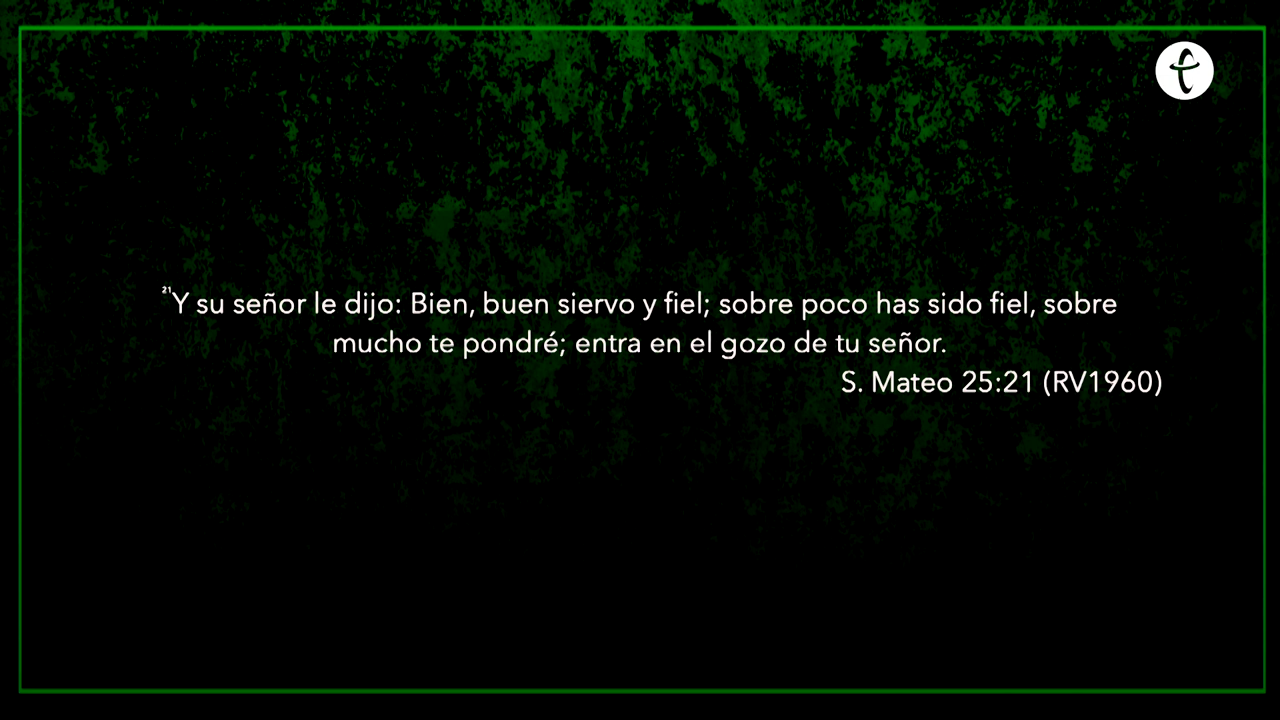 ²¹Y su señor le dijo: Bien, buen siervo y fiel; sobre poco has sido fiel, sobre
mucho te pondré; entra en el gozo de tu señor.
S. Mateo 25:21 (RV1960)